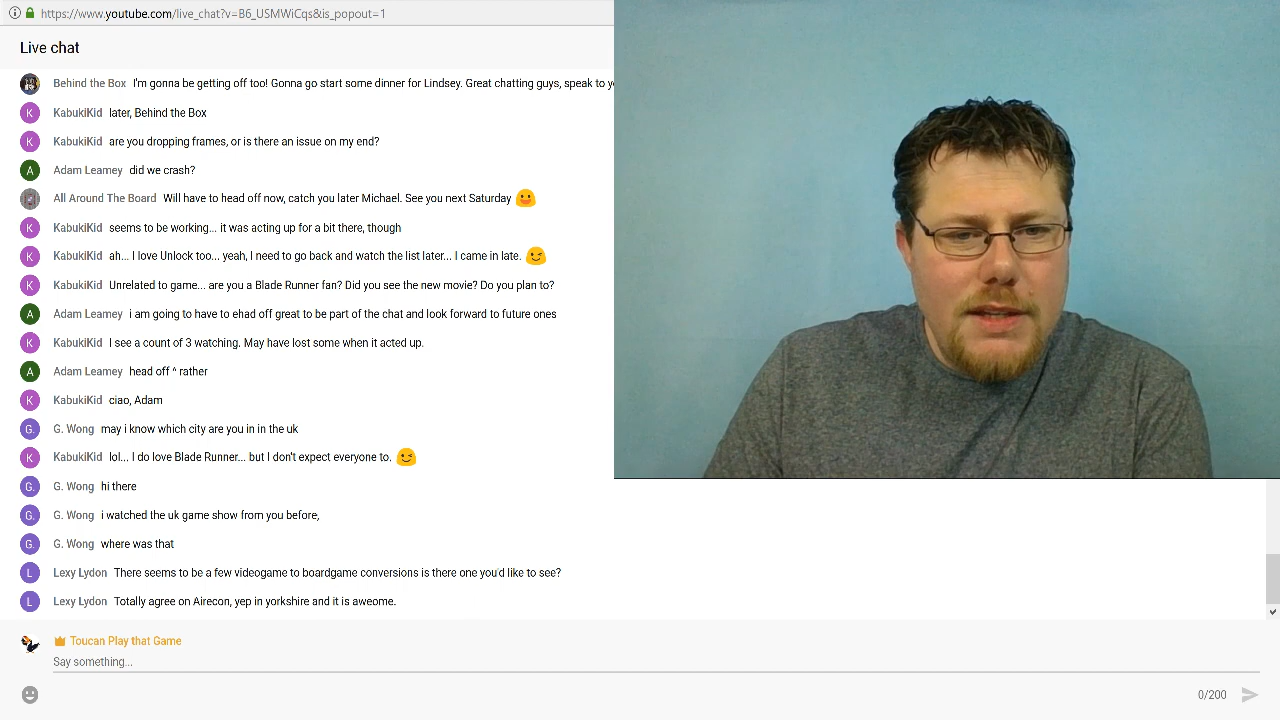 https://www.youtube.com/live_chat?v=B6_USMWiCqs&is_popout=1
Live chat
Behind the Box I'm gonna be getting off too! Gonna go start some dinner for Lindsey. Great chatting guys, speak to
KabukiKid later, Behind the Box
KabukiKid are you dropping frames, or is there an issue on my end?
Adam Leamey did we crash?
All Around The Board Will have to head off now, catch you later Michael. See you next Saturday
KabukiKid seems to be working... it was acting up for a bit there, though
KabukiKid ah... I love Unlock too... yeah, I need to go back and watch the list later... I came in late.
KabukiKid Unrelated to game... are you a Blade Runner fan? Did you see the new movie? Do you plan to?
Adam Leamey i am going to have to ehad off great to be part of the chat and look forward to future ones
KabukiKid I see a count of 3 watching. May have lost some when it acted up.
Adam Leamey head off ^ rather
KabukiKid ciao, Adam
G. Wong may i know which city are you in in the uk
KabukiKid lol... I do love Blade Runner... but I don't expect everyone to.
G. Wong hi there
G. Wong i watched the uk game show from you before,
G. Wong where was that
Lexy Lydon There seems to be a few videogame to boardgame conversions is there one you'd like to see?
Lexy Lydon Totally agree on Airecon, yep in yorkshire and it is aweome.
Toucan Play that Game
Say something...
0/200